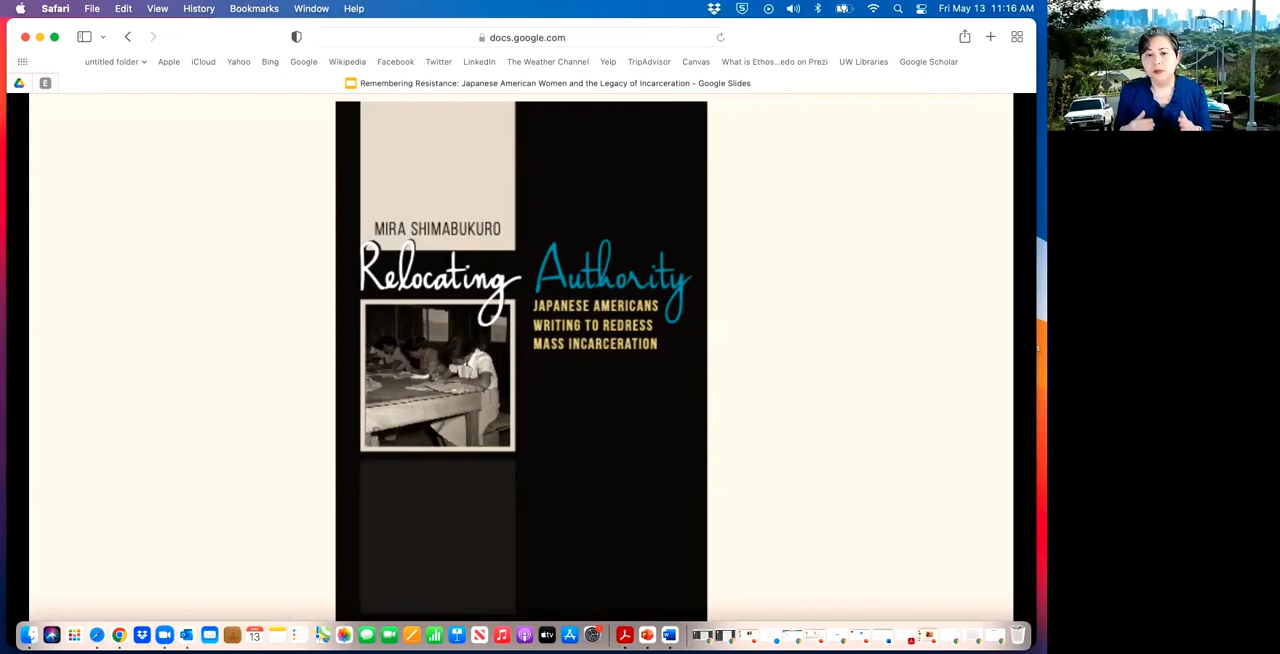 Safari File Edit View History Bookmarks Window Help
Fri May 13 11:16 AM
docs.google.com
untitled folder Apple iCloud Yahoo Bing Google Wikipedia Facebook Twitter LinkedIn The Weather Channel Yelp TripAdvisor Canvas What is Ethos...edo on Prezi UW Libraries Google Scholar
E
Remembering Resistance: Japanese American Women and the Legacy of Incarceration - Google Slides
MIRA SHIMABUKURO
Relocating Authority
JAPANESE AMERICANS
WRITING TO REDRESS
MASS INCARCERATION
13
tv